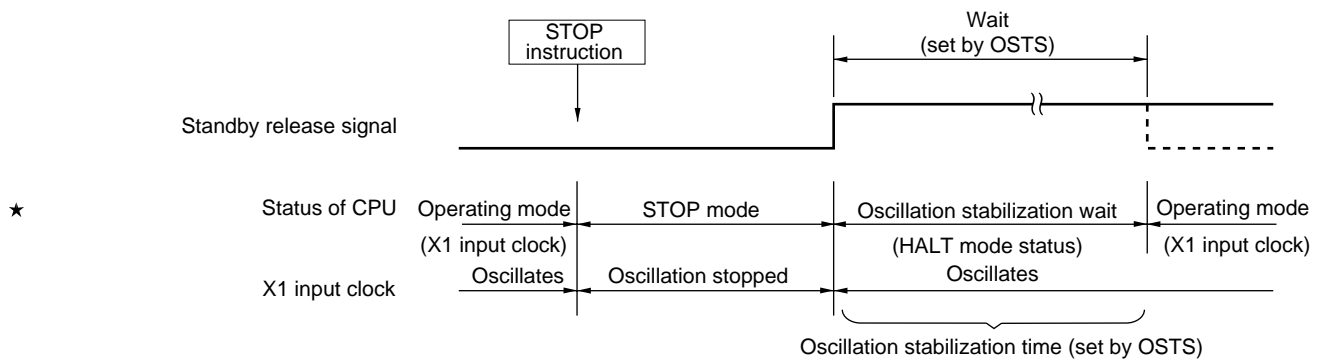 STOP
instruction
Wait
(set by OSTS)
Standby release signal
★ Status of CPU Operating mode STOP mode Oscillation stabilization wait Operating mode
(X1 input clock) (HALT mode status) (X1 input clock)
X1 input clock Oscillates Oscillation stopped Oscillates
Oscillation stabilization time (set by OSTS)